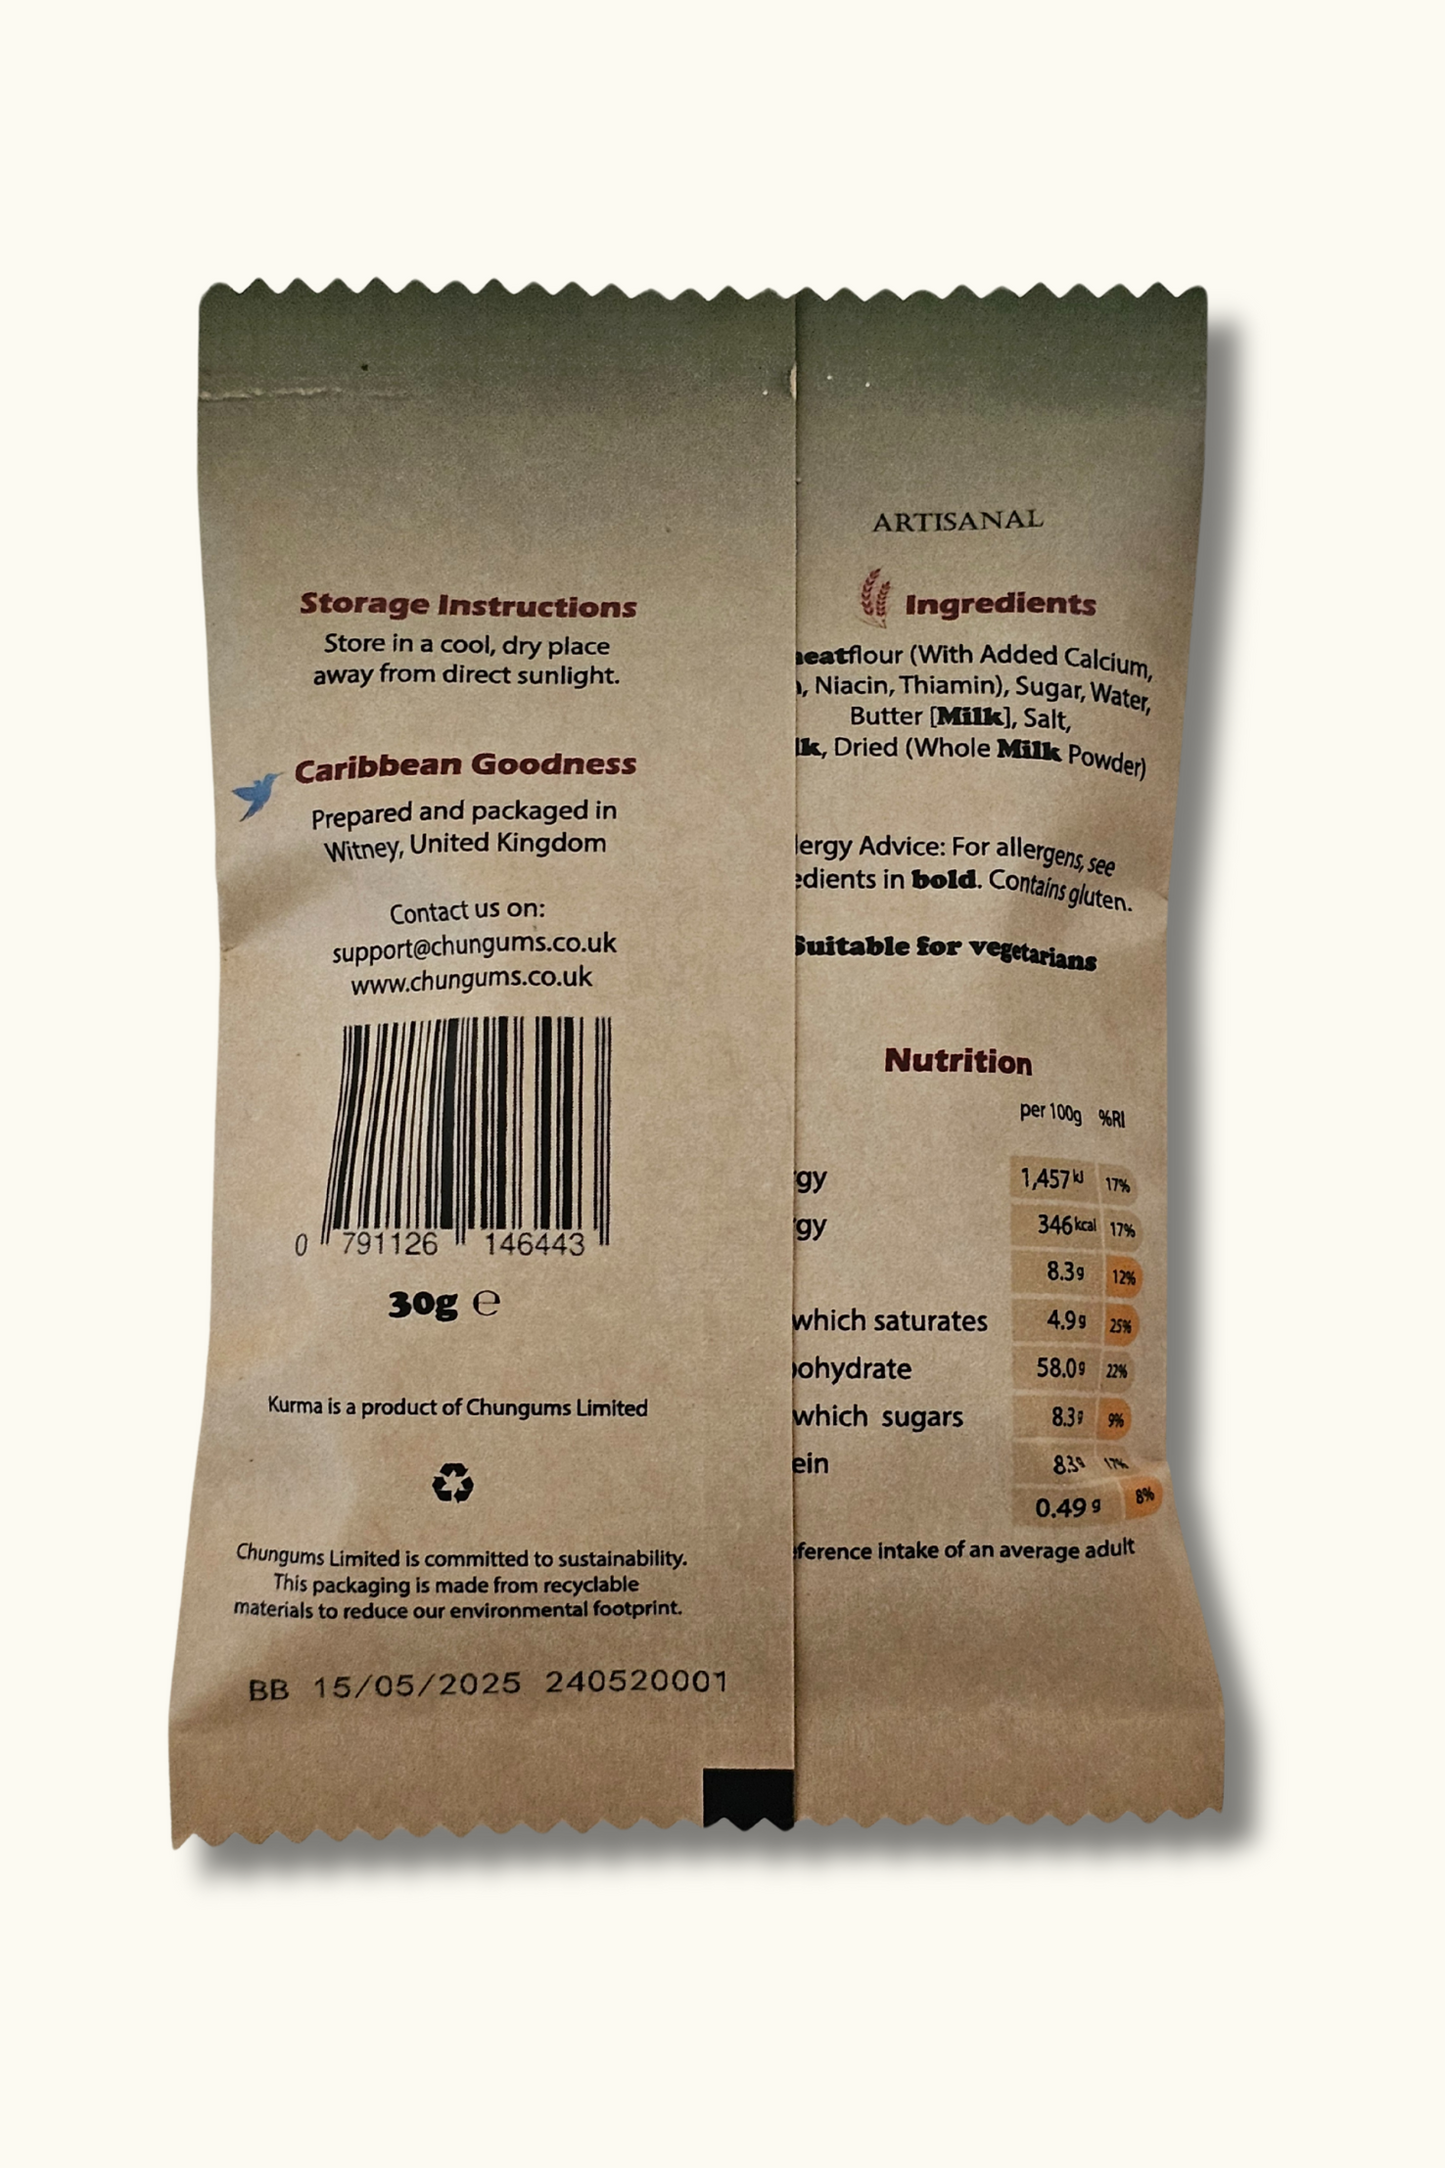 Storage Instructions
Store in a cool, dry place
away from direct sunlight.
Caribbean Goodness
Prepared and packaged in
Witney, United Kingdom
Contact us on:
support@chungums.co.uk
www.chungums.co.uk
0 791126 146443
30g ℮
Kurma is a product of Chungums Limited
Chungums Limited is committed to sustainability.
This packaging is made from recyclable
materials to reduce our environmental footprint.
BB 15/05/2025 240520001
ARTISANAL
Ingredients
eatflour (With Added Calcium,
, Niacin, Thiamin), Sugar, Water,
Butter [Milk], Salt,
lk, Dried (Whole Milk Powder)
lergy Advice: For allergens, see
edients in bold. Contains gluten.
Suitable for vegetarians
Nutrition
per 100g %RI
gy 1,457kJ 17%
gy 346kcal 17%
8.3g 12%
which saturates 4.9g 25%
ohydrate 58.0g 22%
which sugars 8.3g 9%
ein 8.3g 17%
0.49 g 8%
ference intake of an average adult